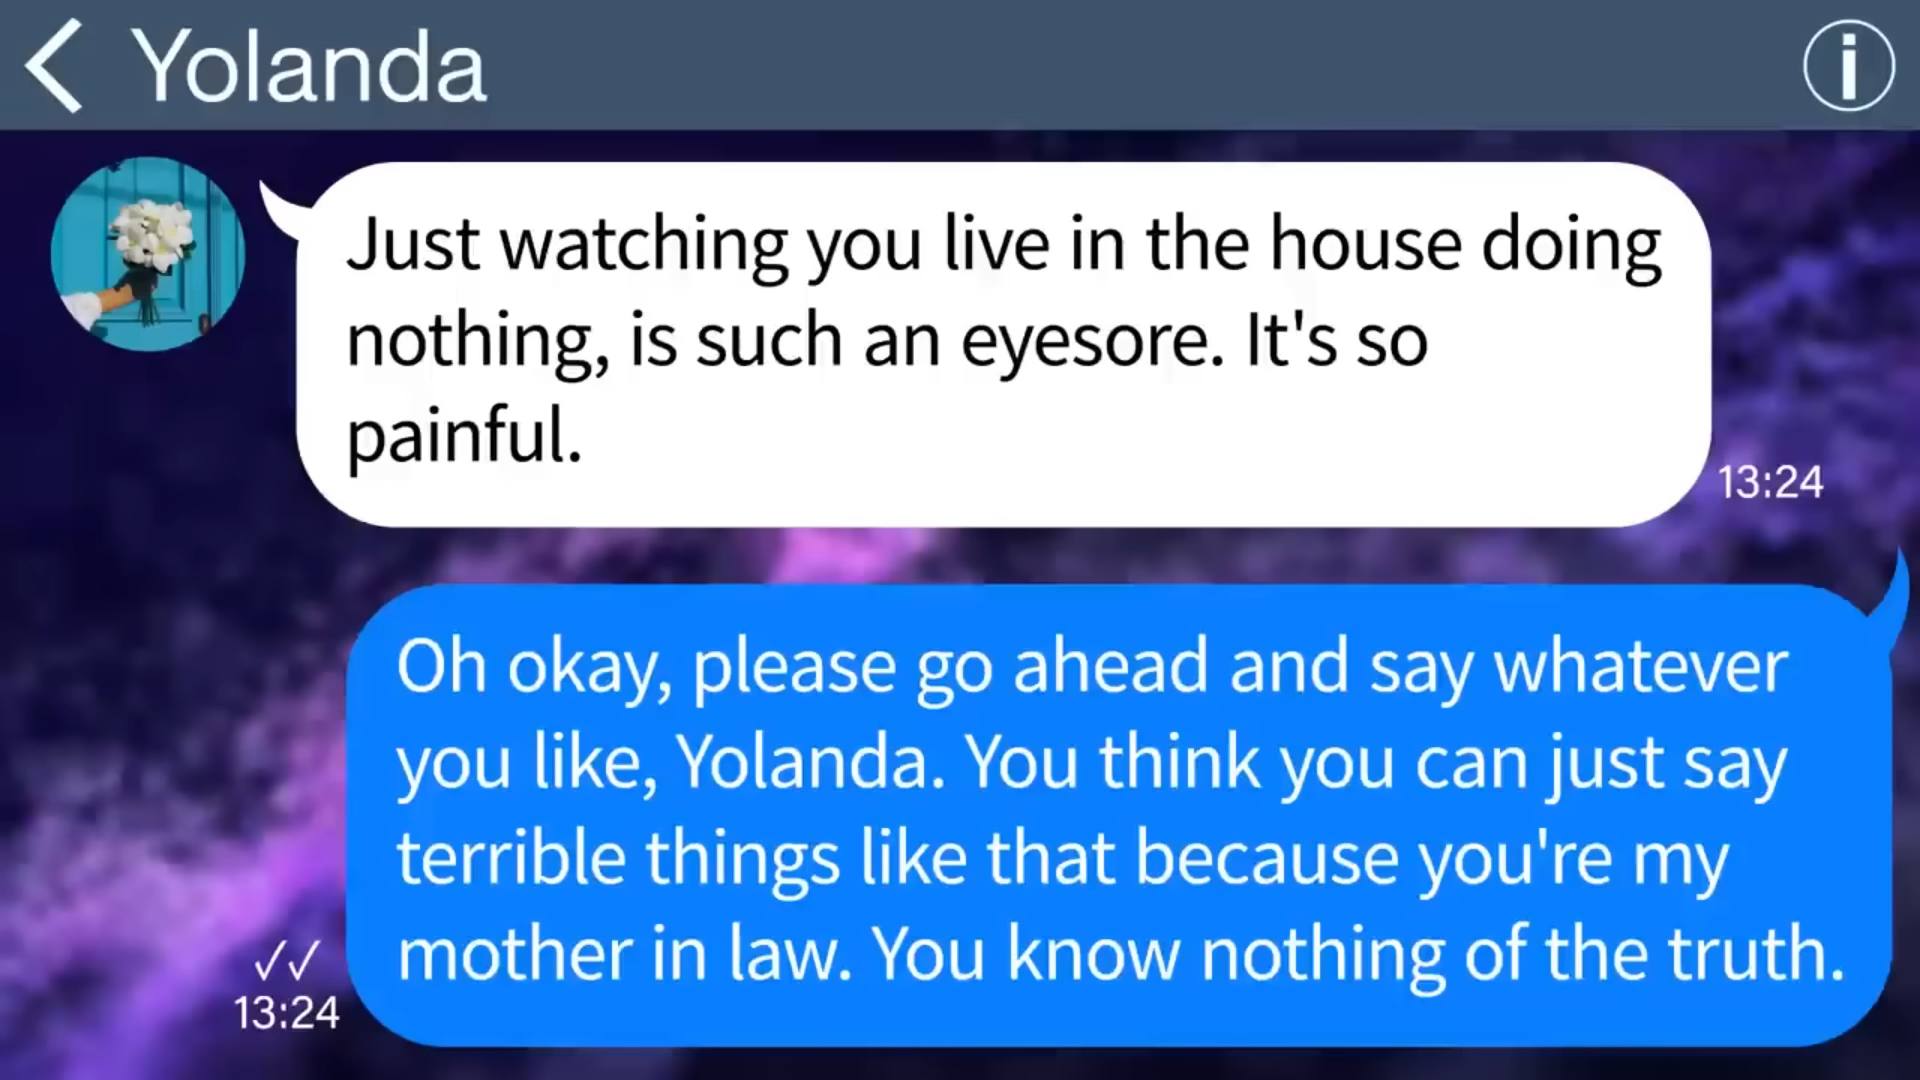 Yolanda
Just watching you live in the house doing
nothing, is such an eyesore. It's so
painful.
13:24
Oh okay, please go ahead and say whatever
you like, Yolanda. You think you can just say
terrible things like that because you're my
mother in law. You know nothing of the truth.
13:24